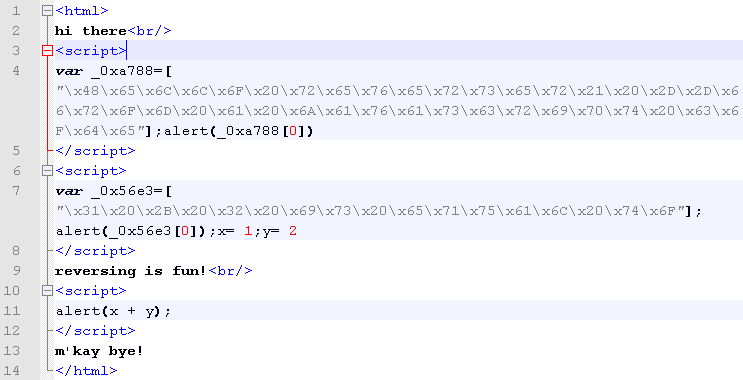 1 <html>
2 hi there<br/>
3 <script>
4 var _0xa788=[
"\x48\x65\x6C\x6C\x6F\x20\x72\x65\x76\x65\x72\x73\x65\x72\x21\x20\x2D\x2D\x6
6\x72\x6F\x6D\x20\x61\x20\x6A\x61\x76\x61\x73\x63\x72\x69\x70\x74\x20\x63\x6
F\x64\x65"];alert(_0xa788[0])
5 </script>
6 <script>
7 var _0x56e3=[
"\x31\x20\x2B\x20\x32\x20\x69\x73\x20\x65\x71\x75\x61\x6C\x20\x74\x6F"];
alert(_0x56e3[0]);x= 1;y= 2
8 </script>
9 reversing is fun!<br/>
10 <script>
11 alert(x + y);
12 </script>
13 m'kay bye!
14 </html>